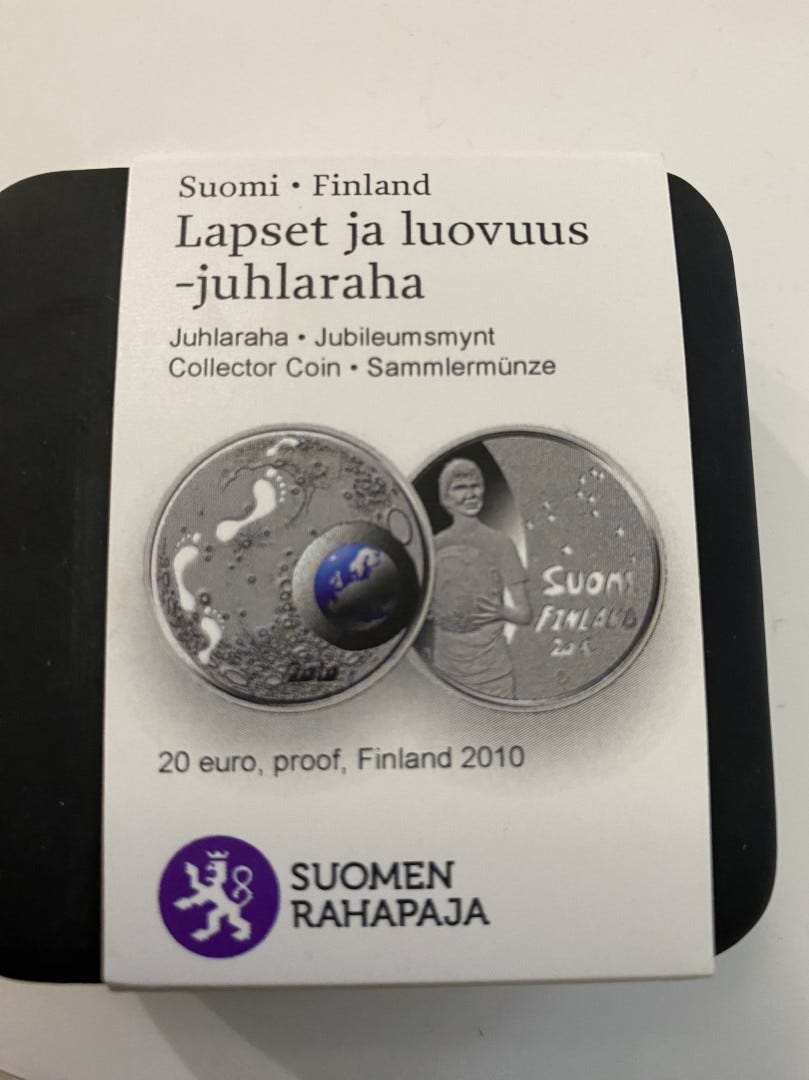 Suomi • Finland
Lapset ja luovuus
-juhlaraha
Juhlaraha • Jubileumsmynt
Collector Coin • Sammlermünze
2010
SUOMI
FINLAND
20 euro, proof, Finland 2010
SUOMEN
RAHAPAJA